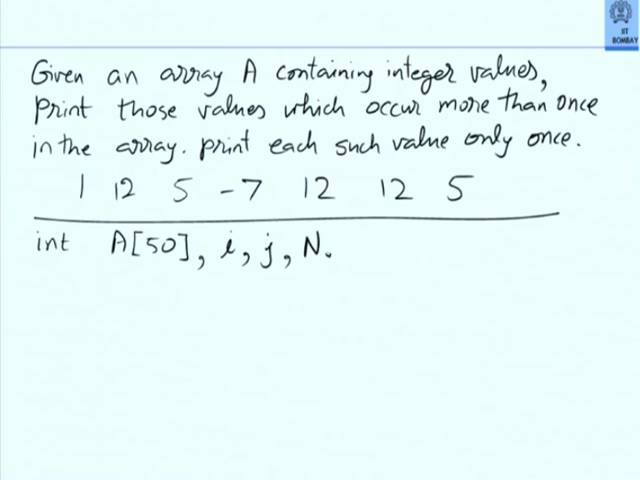 IIT
BOMBAY
Given an array A containing integer values,
print those values which occur more than once
in the array. print each such value only once.
1 12 5 -7 12 12 5
int A[50], i, j, N.